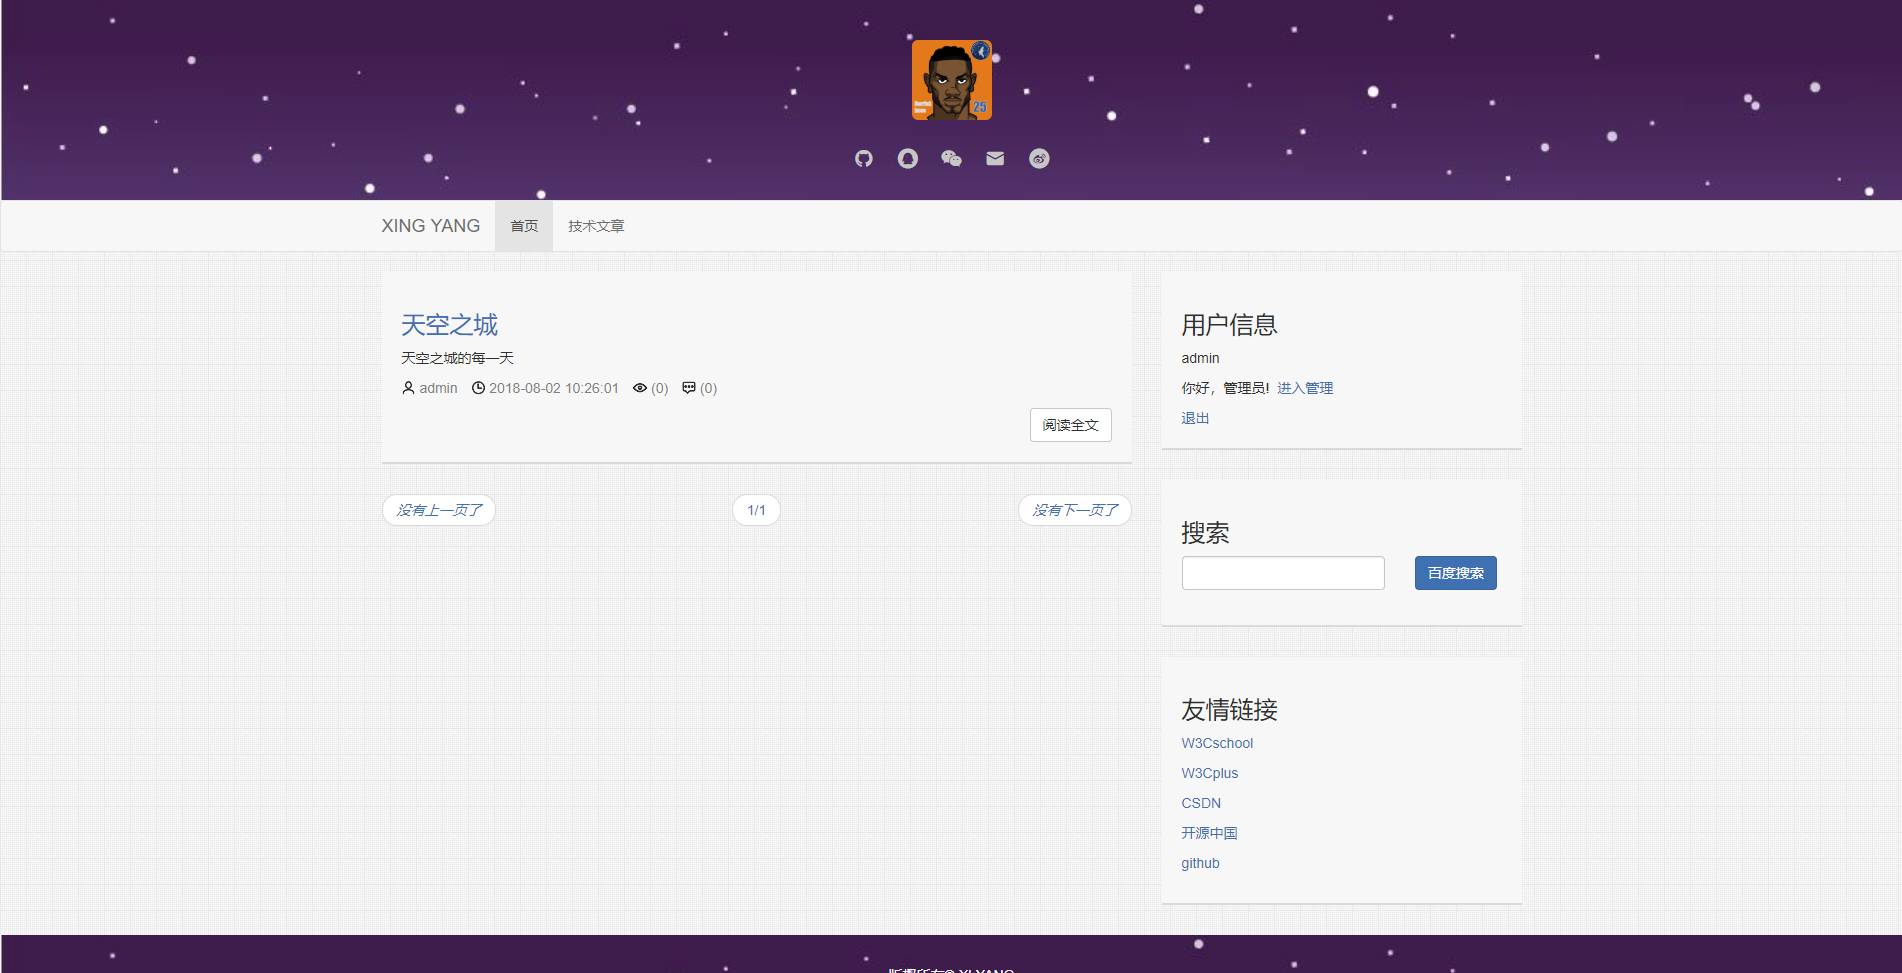 25
XING YANG 首页 技术文章
天空之城
天空之城的每一天
admin 2018-08-02 10:26:01 (0) (0)
阅读全文
没有上一页了 1/1 没有下一页了
用户信息
admin
你好，管理员! 进入管理
退出
搜索
百度搜索
友情链接
W3Cschool
W3Cplus
CSDN
开源中国
github